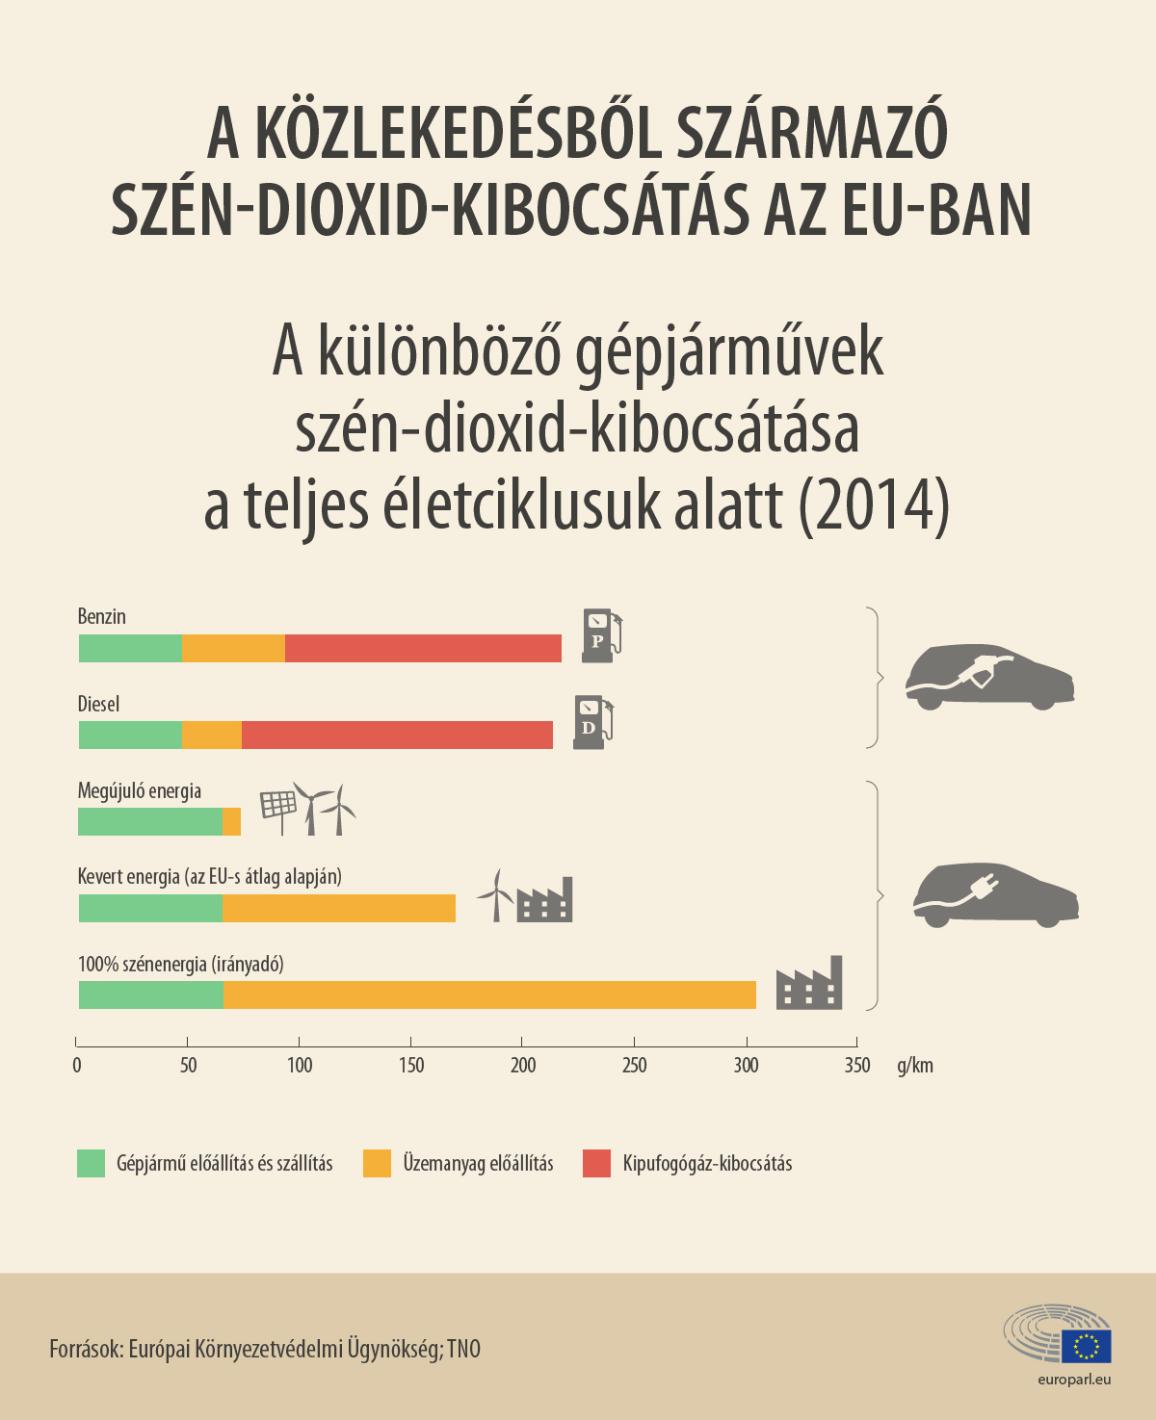 A KÖZLEKEDÉSBŐL SZÁRMAZÓ
SZÉN-DIOXID-KIBOCSÁTÁS AZ EU-BAN
A különböző gépjárművek
szén-dioxid-kibocsátása
a teljes életciklusuk alatt (2014)
Benzin
P
Diesel
D
Megújuló energia
Kevert energia (az EU-s átlag alapján)
100% szénenergia (irányadó)
0 50 100 150 200 250 300 350 g/km
Gépjármű előállítás és szállítás Üzemanyag előállítás Kipufogógáz-kibocsátás
Források: Európai Környezetvédelmi Ügynökség; TNO
europarl.eu